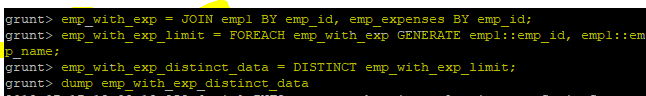 grunt> emp_with_exp = JOIN emp1 BY emp_id, emp_expenses BY emp_id;
grunt> emp_with_exp_limit = FOREACH emp_with_exp GENERATE emp1::emp_id, emp1::em
p_name;
grunt> emp_with_exp_distinct_data = DISTINCT emp_with_exp_limit;
grunt> dump emp_with_exp_distinct_data